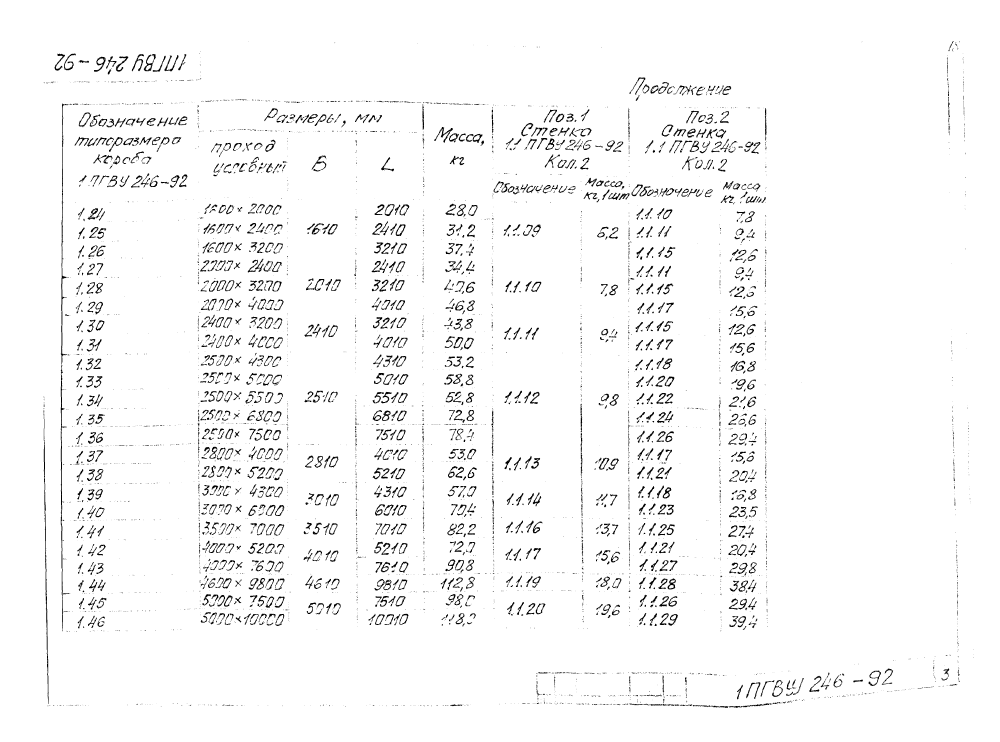 1ПГВУ 246-92
15
Продолжение
Обозначение типоразмера короба 1ПГВУ 246-92 | Размеры, мм | Масса, кг | Поз.1 Стенка 1.1 ПГВУ 246-92 Кол.2 | Поз.2 Стенка 1.1 ПГВУ 246-92 Кол.2
проход условный | Б | L | Обозначение | Масса, кг, 1шт | Обозначение | Масса кг, 1шт
1.24 1600×2000 2010 28,0 1.1.10 7,8
1.25 1600×2400 1610 2410 31,2 1.1.09 6,2 1.1.11 9,4
1.26 1600×3200 3210 37,4 1.1.15 12,6
1.27 2000×2400 2410 34,4 1.1.11 9,4
1.28 2000×3200 2010 3210 40,6 1.1.10 7,8 1.1.15 12,6
1.29 2000×4000 4010 46,8 1.1.17 15,6
1.30 2400×3200 2410 3210 43,8 1.1.11 9,4 1.1.15 12,6
1.31 2400×4000 4010 50,0 1.1.17 15,6
1.32 2500×4300 4310 53,2 1.1.18 16,8
1.33 2500×5000 5010 58,8 1.1.20 19,6
1.34 2500×5500 2510 5510 62,8 1.1.12 9,8 1.1.22 21,6
1.35 2500×6800 6810 72,8 1.1.24 26,6
1.36 2500×7500 7510 78,4 1.1.26 29,4
1.37 2800×4000 2810 4010 53,0 1.1.13 10,9 1.1.17 15,6
1.38 2800×5200 5210 62,6 1.1.21 20,4
1.39 3000×4300 3010 4310 57,0 1.1.14 11,7 1.1.18 16,8
1.40 3000×6000 6010 70,4 1.1.23 23,5
1.41 3500×7000 3510 7010 82,2 1.1.16 13,7 1.1.25 27,4
1.42 4000×5200 4010 5210 72,0 1.1.17 15,6 1.1.21 20,4
1.43 4000×7600 7610 90,8 1.1.27 29,8
1.44 4600×9800 4610 9810 112,8 1.1.19 18,0 1.1.28 38,4
1.45 5000×7500 5010 7510 98,0 1.1.20 19,6 1.1.26 29,4
1.46 5000×10000 10010 118,0 1.1.29 39,4
1ПГВУ 246-92
3